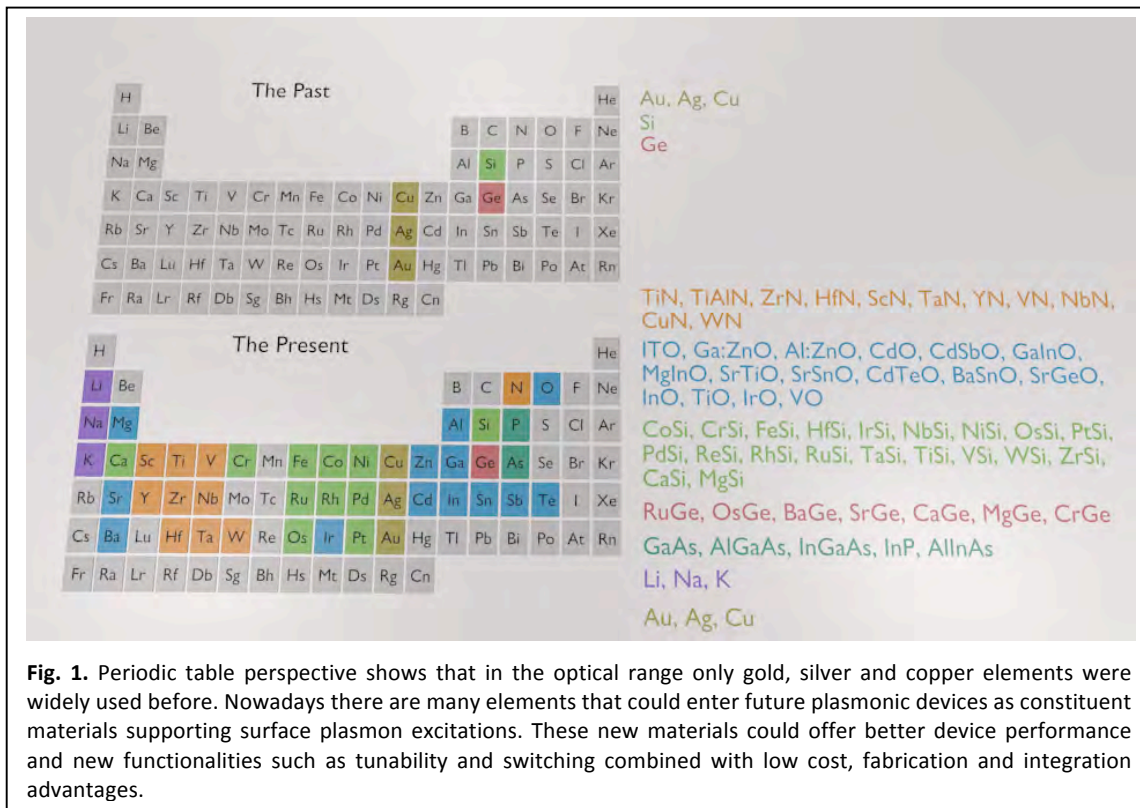 The Past
H He
Li Be B C N O F Ne
Na Mg Al Si P S Cl Ar
K Ca Sc Ti V Cr Mn Fe Co Ni Cu Zn Ga Ge As Se Br Kr
Rb Sr Y Zr Nb Mo Tc Ru Rh Pd Ag Cd In Sn Sb Te I Xe
Cs Ba Lu Hf Ta W Re Os Ir Pt Au Hg Tl Pb Bi Po At Rn
Fr Ra Lr Rf Db Sg Bh Hs Mt Ds Rg Cn
Au, Ag, Cu
Si
Ge
The Present
H He
Li Be B C N O F Ne
Na Mg Al Si P S Cl Ar
K Ca Sc Ti V Cr Mn Fe Co Ni Cu Zn Ga Ge As Se Br Kr
Rb Sr Y Zr Nb Mo Tc Ru Rh Pd Ag Cd In Sn Sb Te I Xe
Cs Ba Lu Hf Ta W Re Os Ir Pt Au Hg Tl Pb Bi Po At Rn
Fr Ra Lr Rf Db Sg Bh Hs Mt Ds Rg Cn
TiN, TiAlN, ZrN, HfN, ScN, TaN, YN, VN, NbN,
CuN, WN
ITO, Ga:ZnO, Al:ZnO, CdO, CdSbO, GaInO,
MgInO, SrTiO, SrSnO, CdTeO, BaSnO, SrGeO,
InO, TiO, IrO, VO
CoSi, CrSi, FeSi, HfSi, IrSi, NbSi, NiSi, OsSi, PtSi,
PdSi, ReSi, RhSi, RuSi, TaSi, TiSi, VSi, WSi, ZrSi,
CaSi, MgSi
RuGe, OsGe, BaGe, SrGe, CaGe, MgGe, CrGe
GaAs, AlGaAs, InGaAs, InP, AlInAs
Li, Na, K
Au, Ag, Cu
Fig. 1. Periodic table perspective shows that in the optical range only gold, silver and copper elements were
widely used before. Nowadays there are many elements that could enter future plasmonic devices as constituent
materials supporting surface plasmon excitations. These new materials could offer better device performance
and new functionalities such as tunability and switching combined with low cost, fabrication and integration
advantages.